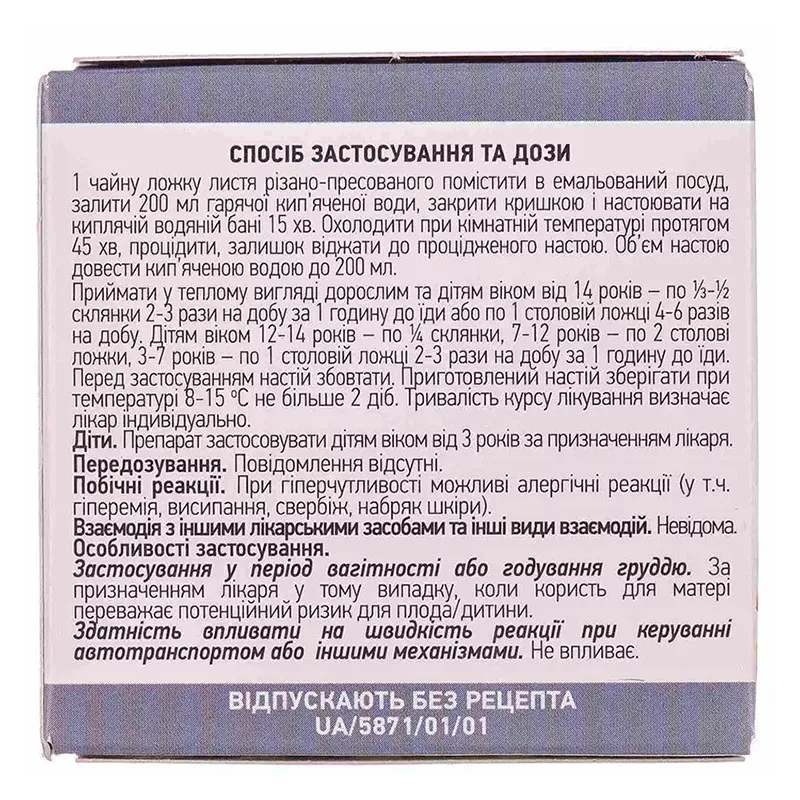 СПОСІБ ЗАСТОСУВАННЯ ТА ДОЗИ
1 чайну ложку листя різано-пресованого помістити в емальований посуд,
залити 200 мл гарячої кип'яченої води, закрити кришкою і настоювати на
киплячій водяній бані 15 хв. Охолодити при кімнатній температурі протягом
45 хв, процідити, залишок віджати до процідженого настою. Об'єм настою
довести кип'яченою водою до 200 мл.
Приймати у теплому вигляді дорослим та дітям віком від 14 років – по ⅓-½
склянки 2-3 рази на добу за 1 годину до їди або по 1 столовій ложці 4-6 разів
на добу. Дітям віком 12-14 років – по ¼ склянки, 7-12 років – по 2 столові
ложки, 3-7 років – по 1 столовій ложці 2-3 рази на добу за 1 годину до їди.
Перед застосуванням настій збовтати. Приготовлений настій зберігати при
температурі 8-15 ºС не більше 2 діб. Тривалість курсу лікування визначає
лікар індивідуально.
Діти. Препарат застосовувати дітям віком від 3 років за призначенням лікаря.
Передозування. Повідомлення відсутні.
Побічні реакції. При гіперчутливості можливі алергічні реакції (у т.ч.
гіперемія, висипання, свербіж, набряк шкіри).
Взаємодія з іншими лікарськими засобами та інші види взаємодій. Невідома.
Особливості застосування.
Застосування у період вагітності або годування груддю. За
призначенням лікаря у тому випадку, коли користь для матері
переважає потенційний ризик для плода/дитини.
Здатність впливати на швидкість реакції при керуванні
автотранспортом або іншими механізмами. Не впливає.
ВІДПУСКАЮТЬ БЕЗ РЕЦЕПТА
UA/5871/01/01